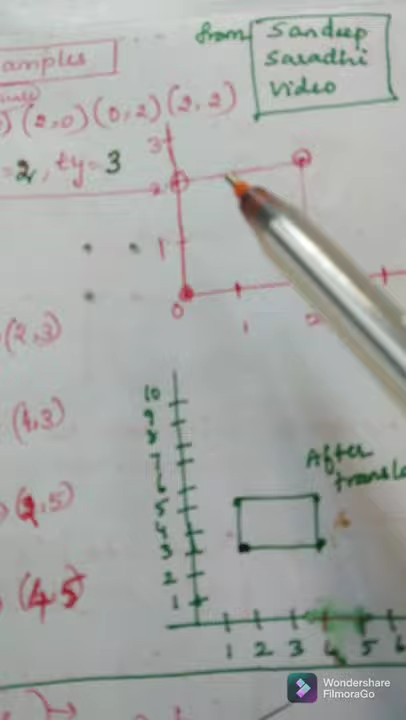 from Sandeep
Saradhi
Video
amples
) (2,0) (0,2) (2,2)
=2, ty=3
3
2
1
0
1
2
(2,3)
(4,3)
(2,5)
(4,5)
10
9
8
7
6
5
4
3
2
1
After
transla
1 2 3 4 5 6
Wondershare
FilmoraGo